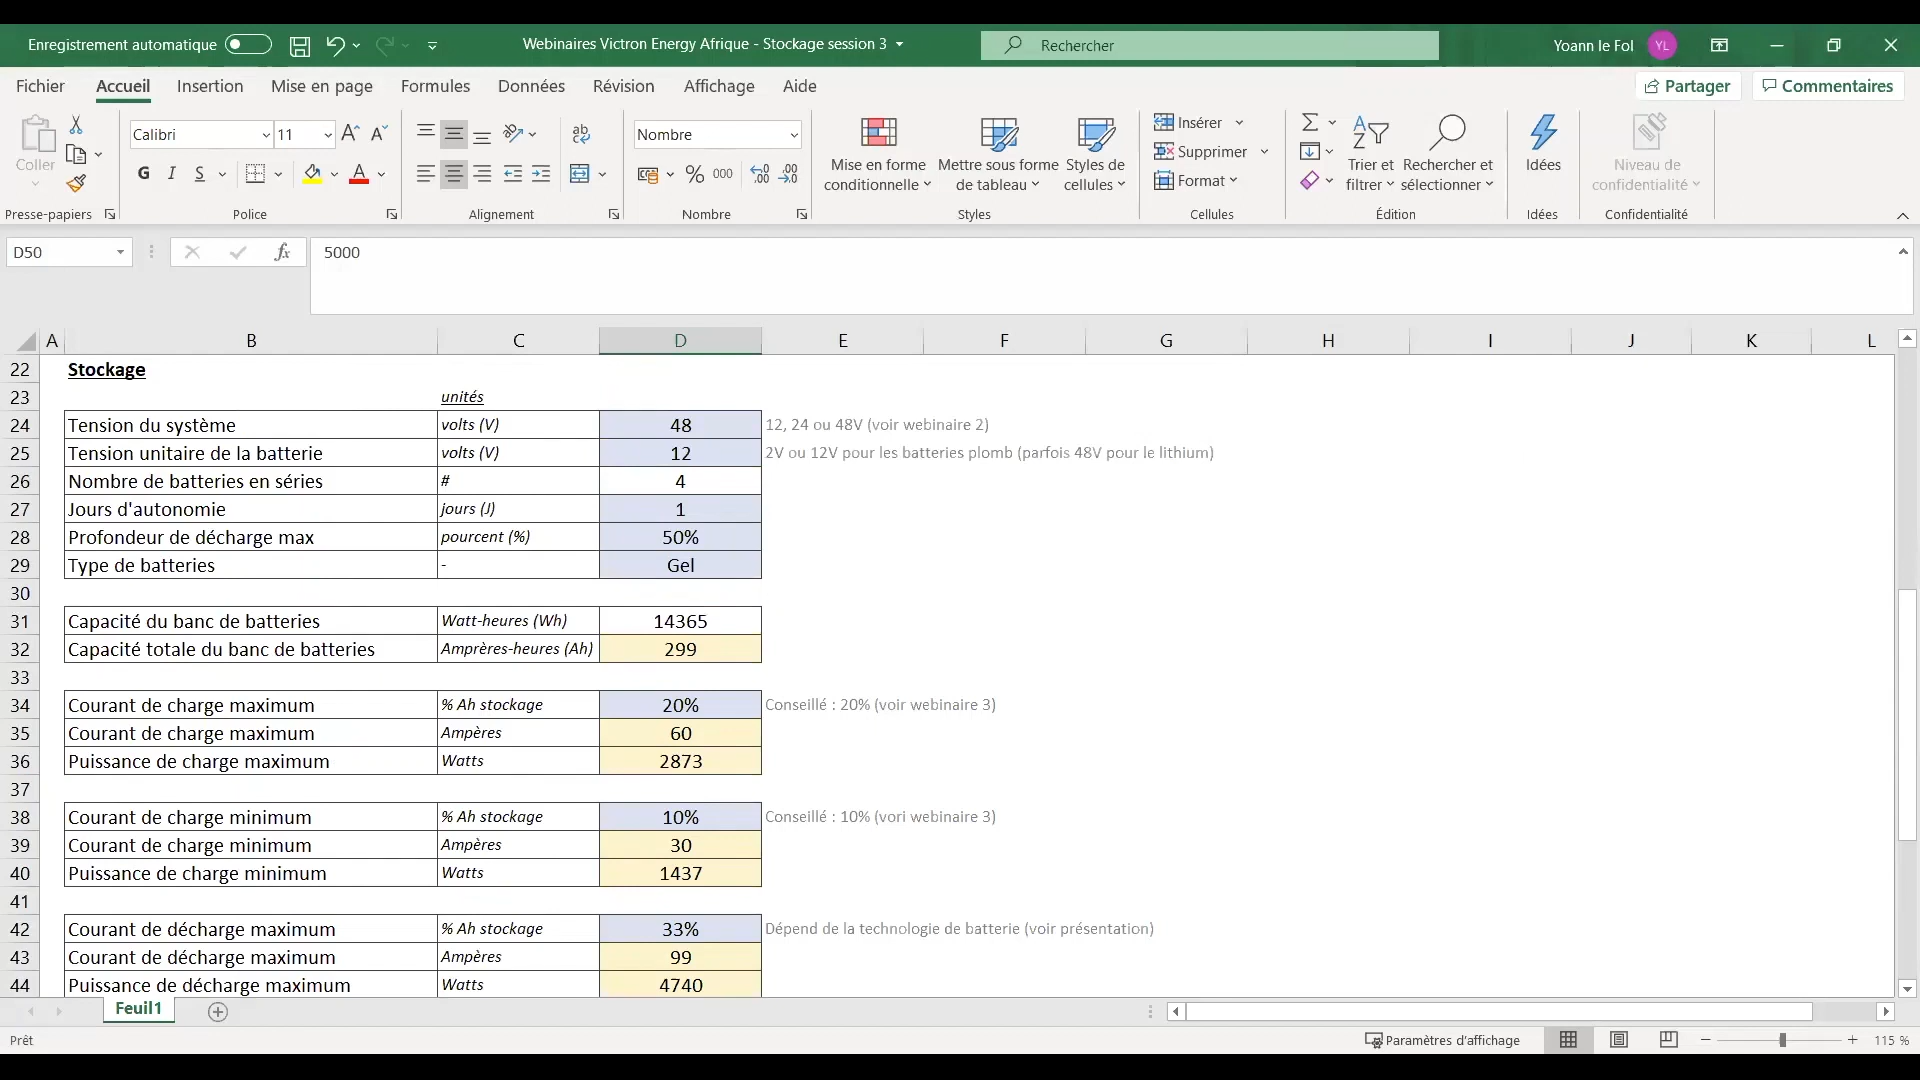 Enregistrement automatique
Webinaires Victron Energy Afrique - Stockage session 3
Rechercher
Yoann le Fol
YL
Fichier Accueil Insertion Mise en page Formules Données Révision Affichage Aide
Partager
Commentaires
Coller
Calibri 11
G I S
ab
Nombre
% 000
Mise en forme conditionnelle
Mettre sous forme de tableau
Styles de cellules
Insérer
Supprimer
Format
Trier et filtrer
Rechercher et sélectionner
Idées
Niveau de confidentialité
Presse-papiers Police Alignement Nombre Styles Cellules Édition Idées Confidentialité
D50 fx 5000
A B C D E F G H I J K L
22 Stockage
23 unités
24 Tension du système volts (V) 48 12, 24 ou 48V (voir webinaire 2)
25 Tension unitaire de la batterie volts (V) 12 2V ou 12V pour les batteries plomb (parfois 48V pour le lithium)
26 Nombre de batteries en séries # 4
27 Jours d'autonomie jours (J) 1
28 Profondeur de décharge max pourcent (%) 50%
29 Type de batteries - Gel
30
31 Capacité du banc de batteries Watt-heures (Wh) 14365
32 Capacité totale du banc de batteries Amprères-heures (Ah) 299
33
34 Courant de charge maximum % Ah stockage 20% Conseillé : 20% (voir webinaire 3)
35 Courant de charge maximum Ampères 60
36 Puissance de charge maximum Watts 2873
37
38 Courant de charge minimum % Ah stockage 10% Conseillé : 10% (vori webinaire 3)
39 Courant de charge minimum Ampères 30
40 Puissance de charge minimum Watts 1437
41
42 Courant de décharge maximum % Ah stockage 33% Dépend de la technologie de batterie (voir présentation)
43 Courant de décharge maximum Ampères 99
44 Puissance de décharge maximum Watts 4740
Feuil1
Prêt
Paramètres d'affichage
115 %